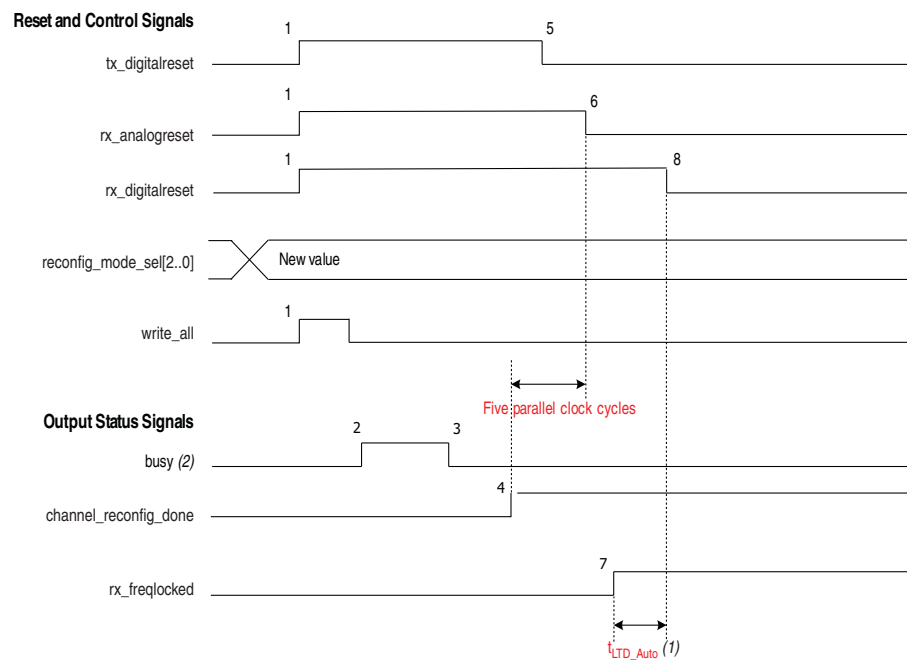 Reset and Control Signals
1 5
tx_digitalreset
1 6
rx_analogreset
1 8
rx_digitalreset
reconfig_mode_sel[2..0] New value
1
write_all
Five parallel clock cycles
Output Status Signals
2 3
busy (2)
4
channel_reconfig_done
7
rx_freqlocked
tLTD_Auto (1)